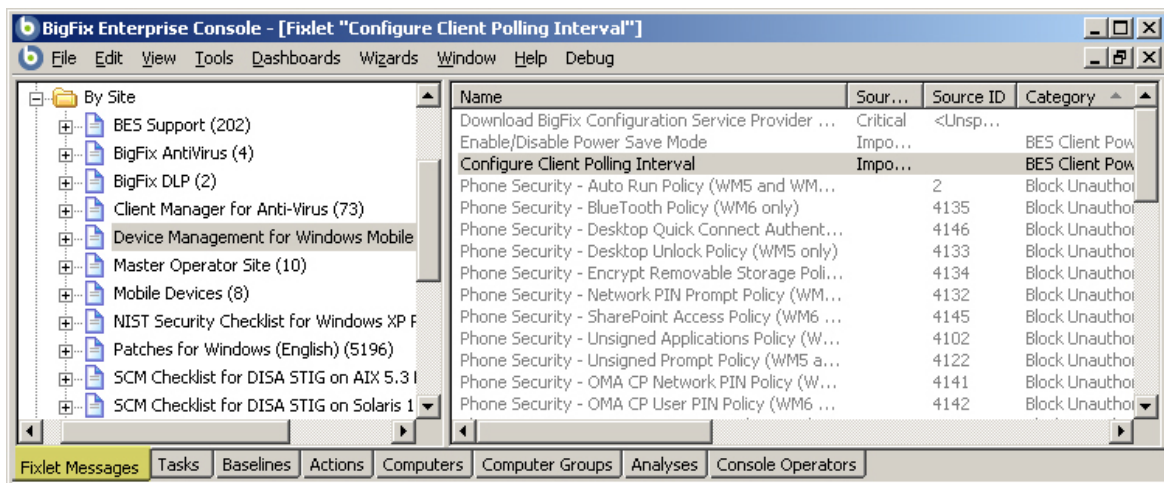 BigFix Enterprise Console - [Fixlet "Configure Client Polling Interval"]
File Edit View Tools Dashboards Wizards Window Help Debug
By Site
BES Support (202)
BigFix AntiVirus (4)
BigFix DLP (2)
Client Manager for Anti-Virus (73)
Device Management for Windows Mobile
Master Operator Site (10)
Mobile Devices (8)
NIST Security Checklist for Windows XP
Patches for Windows (English) (5196)
SCM Checklist for DISA STIG on AIX 5.3
SCM Checklist for DISA STIG on Solaris 1
Name Sour... Source ID Category
Download BigFix Configuration Service Provider ... Critical <Unsp...
Enable/Disable Power Save Mode Impo... BES Client Pow
Configure Client Polling Interval Impo... BES Client Pow
Phone Security - Auto Run Policy (WM5 and WM... 2 Block Unauthor
Phone Security - BlueTooth Policy (WM6 only) 4135 Block Unauthor
Phone Security - Desktop Quick Connect Authent... 4146 Block Unauthor
Phone Security - Desktop Unlock Policy (WM5 only) 4133 Block Unauthor
Phone Security - Encrypt Removable Storage Poli... 4134 Block Unauthor
Phone Security - Network PIN Prompt Policy (WM... 4132 Block Unauthor
Phone Security - SharePoint Access Policy (WM6 ... 4145 Block Unauthor
Phone Security - Unsigned Applications Policy (W... 4102 Block Unauthor
Phone Security - Unsigned Prompt Policy (WM5 a... 4122 Block Unauthor
Phone Security - OMA CP Network PIN Policy (W... 4141 Block Unauthor
Phone Security - OMA CP User PIN Policy (WM6 ... 4142 Block Unauthor
Fixlet Messages Tasks Baselines Actions Computers Computer Groups Analyses Console Operators